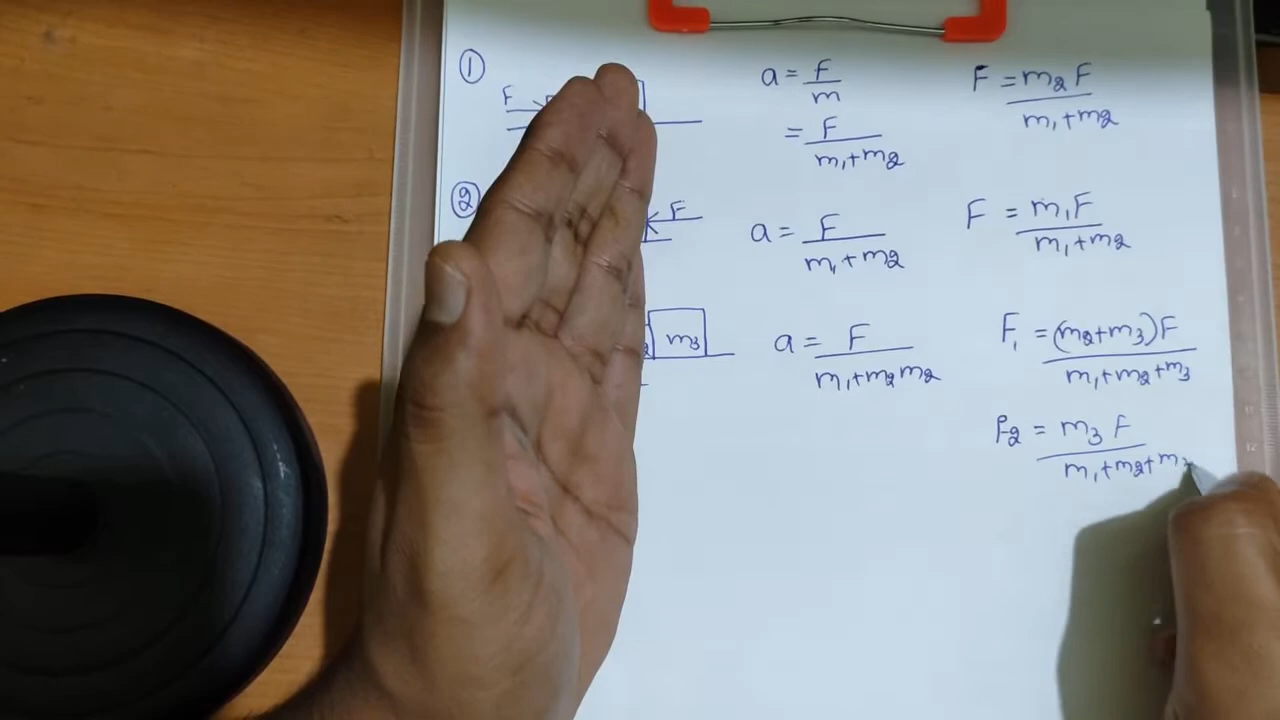 ①
F
a = F/m
= F/(m₁+m₂)
F = m₂F/(m₁+m₂)
②
F
a = F/(m₁+m₂)
F = m₁F/(m₁+m₂)
m₃
a = F/(m₁+m₂m₂)
F₁ = (m₂+m₃)F/(m₁+m₂+m₃)
F₂ = m₃F/(m₁+m₂+m
12